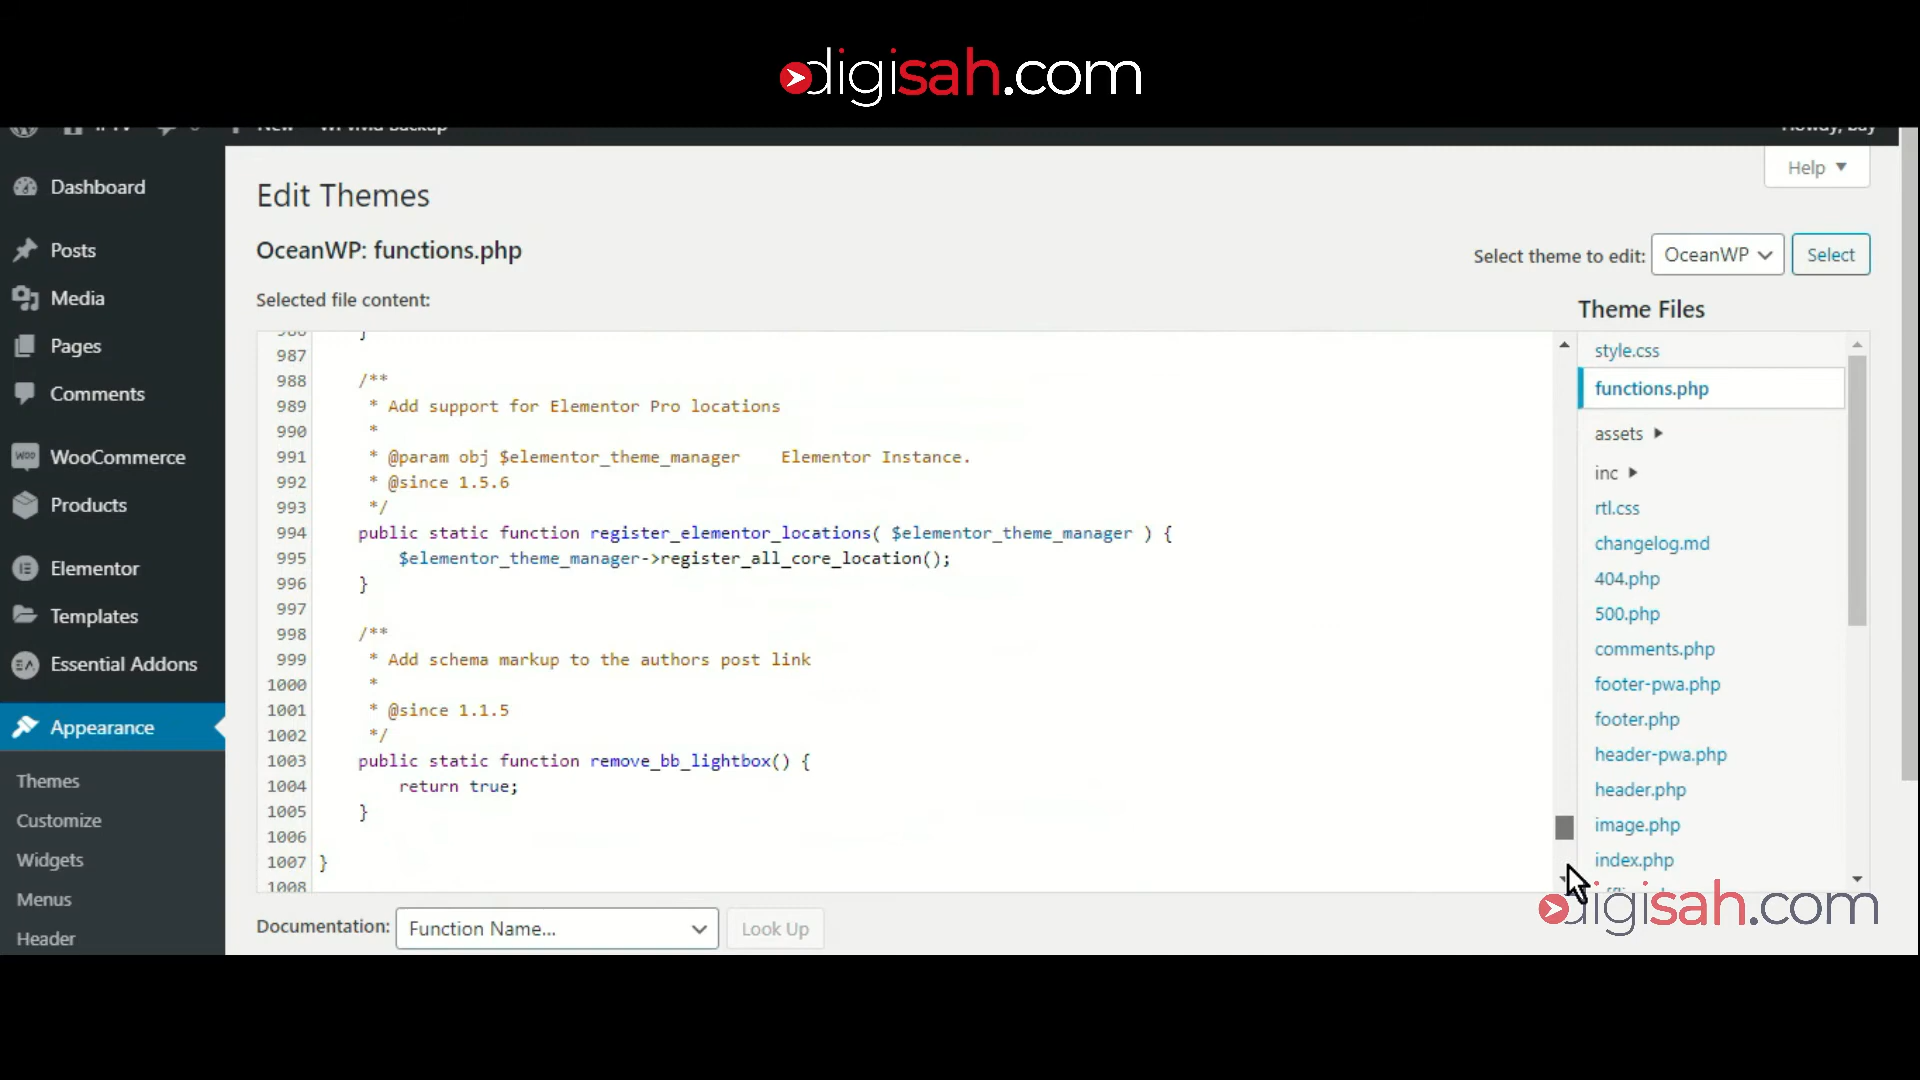 digisah.com
New WPvivid Backup
Howdy, Bay
Help
Dashboard
Posts
Media
Pages
Comments
WooCommerce
Products
Elementor
Templates
Essential Addons
Appearance
Themes
Customize
Widgets
Menus
Header
Edit Themes
OceanWP: functions.php
Select theme to edit: OceanWP Select
Selected file content:
986 }
987
988 /**
989 * Add support for Elementor Pro locations
990 *
991 * @param obj $elementor_theme_manager Elementor Instance.
992 * @since 1.5.6
993 */
994 public static function register_elementor_locations( $elementor_theme_manager ) {
995 $elementor_theme_manager->register_all_core_location();
996 }
997
998 /**
999 * Add schema markup to the authors post link
1000 *
1001 * @since 1.1.5
1002 */
1003 public static function remove_bb_lightbox() {
1004 return true;
1005 }
1006
1007 }
1008
Theme Files
style.css
functions.php
assets
inc
rtl.css
changelog.md
404.php
500.php
comments.php
footer-pwa.php
footer.php
header-pwa.php
header.php
image.php
index.php
Documentation: Function Name... Look Up
digisah.com